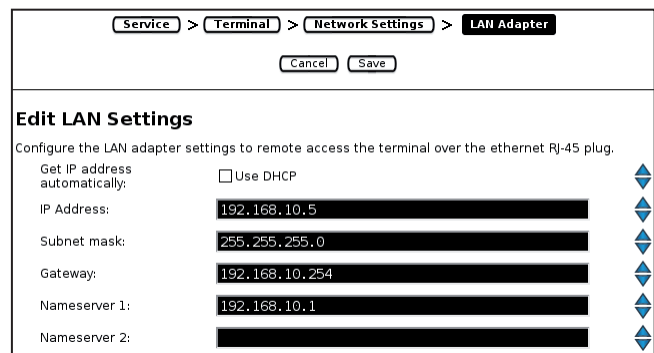 Service > Terminal > Network Settings > LAN Adapter
Cancel Save
Edit LAN Settings
Configure the LAN adapter settings to remote access the terminal over the ethernet RJ-45 plug.
Get IP address
automatically:
Use DHCP
IP Address: 192.168.10.5
Subnet mask: 255.255.255.0
Gateway: 192.168.10.254
Nameserver 1: 192.168.10.1
Nameserver 2: